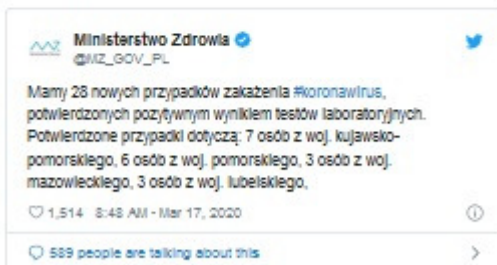 Ministerstwo Zdrowia
@MZ_GOV_PL
Mamy 28 nowych przypadków zakażenia #koronawirus,
potwierdzonych pozytywnym wynikiem testów laboratoryjnych.
Potwierdzone przypadki dotyczą: 7 osób z woj. kujawsko-
pomorskiego, 6 osób z woj. pomorskiego, 3 osób z woj.
mazowieckiego, 3 osób z woj. lubelskiego,
1,514 8:48 AM - Mar 17, 2020
589 people are talking about this